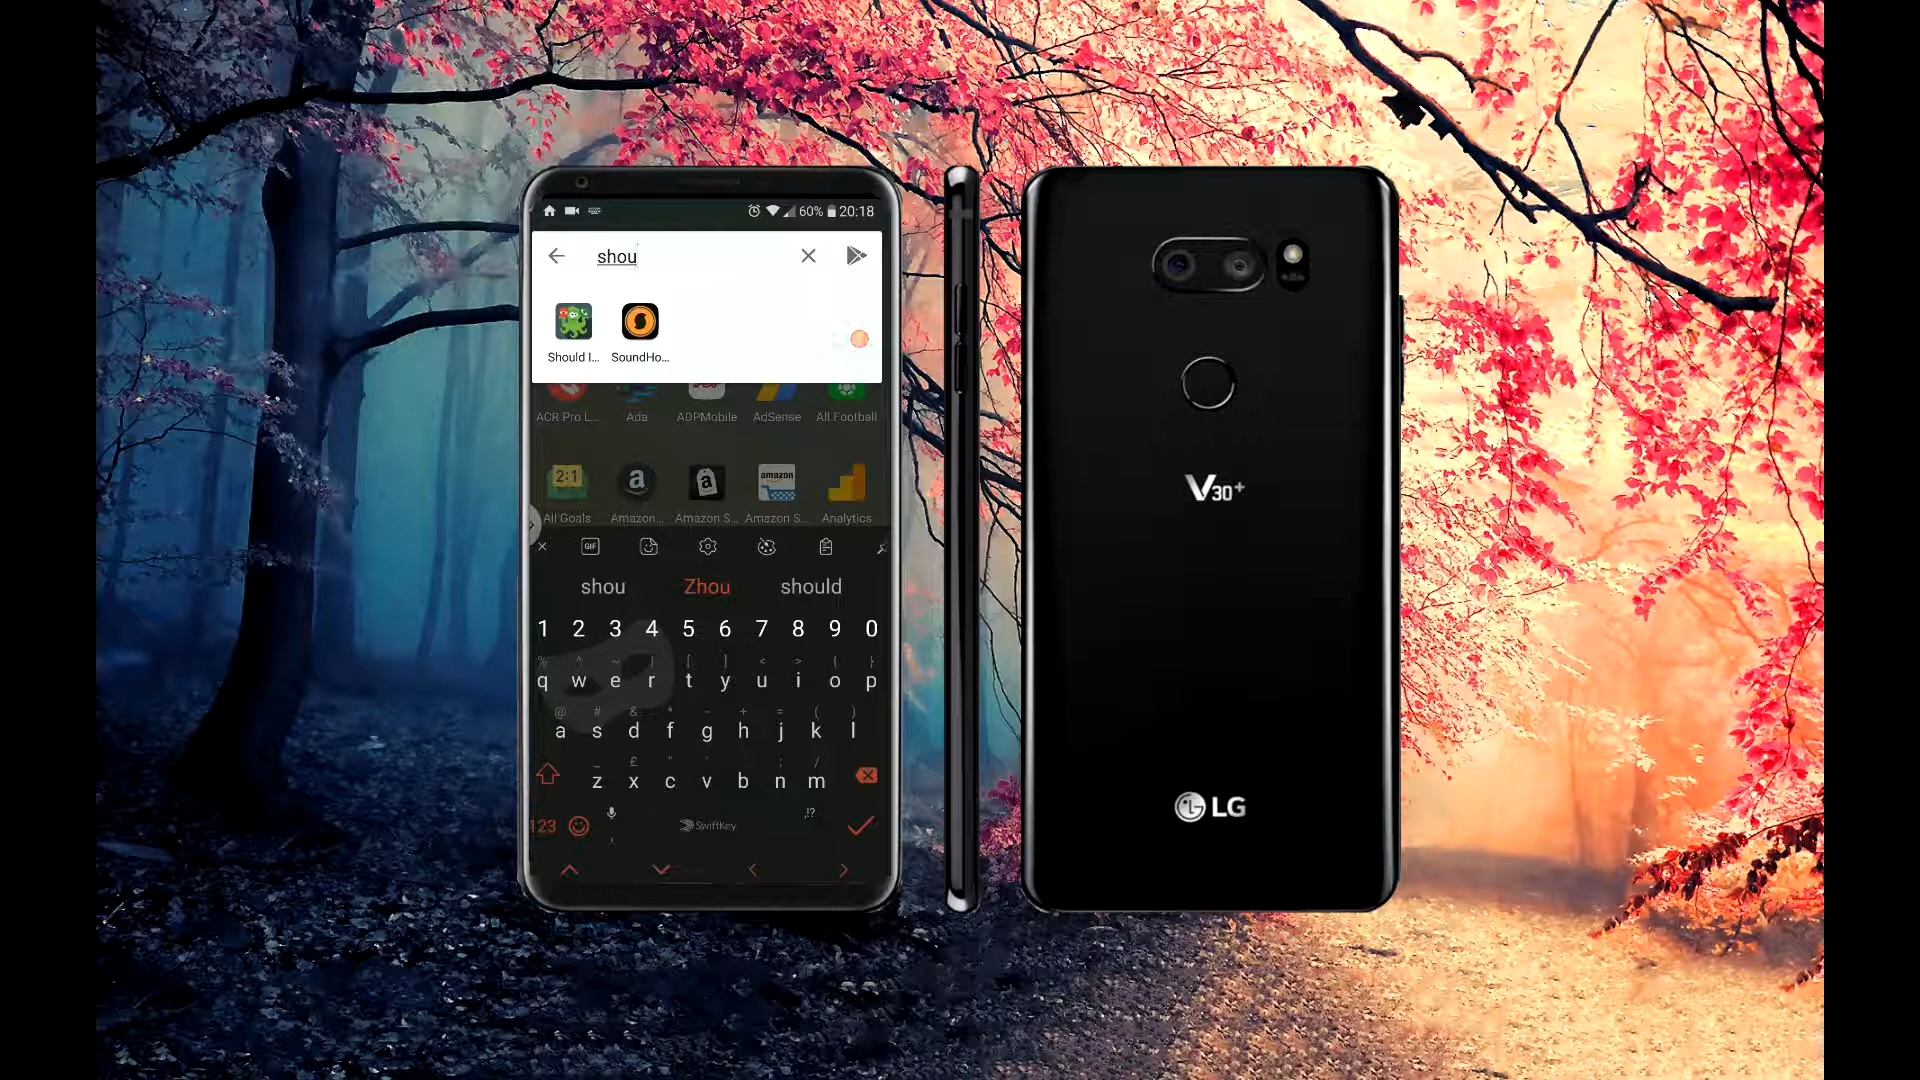 60% 20:18
shou
Should I... SoundHo...
ACR Pro L... Ada ADPMobile AdSense All Football
2:1 amazon
All Goals Amazon... Amazon S... Amazon S... Analytics
GIF
shou Zhou should
1 2 3 4 5 6 7 8 9 0
% ^ ~ | [ ] < > { }
q w e r t y u i o p
@ # & * - + = ( )
a s d f g h j k l
_ £ " ' : ; /
z x c v b n m
123 , SwiftKey .!?
V30+
LG